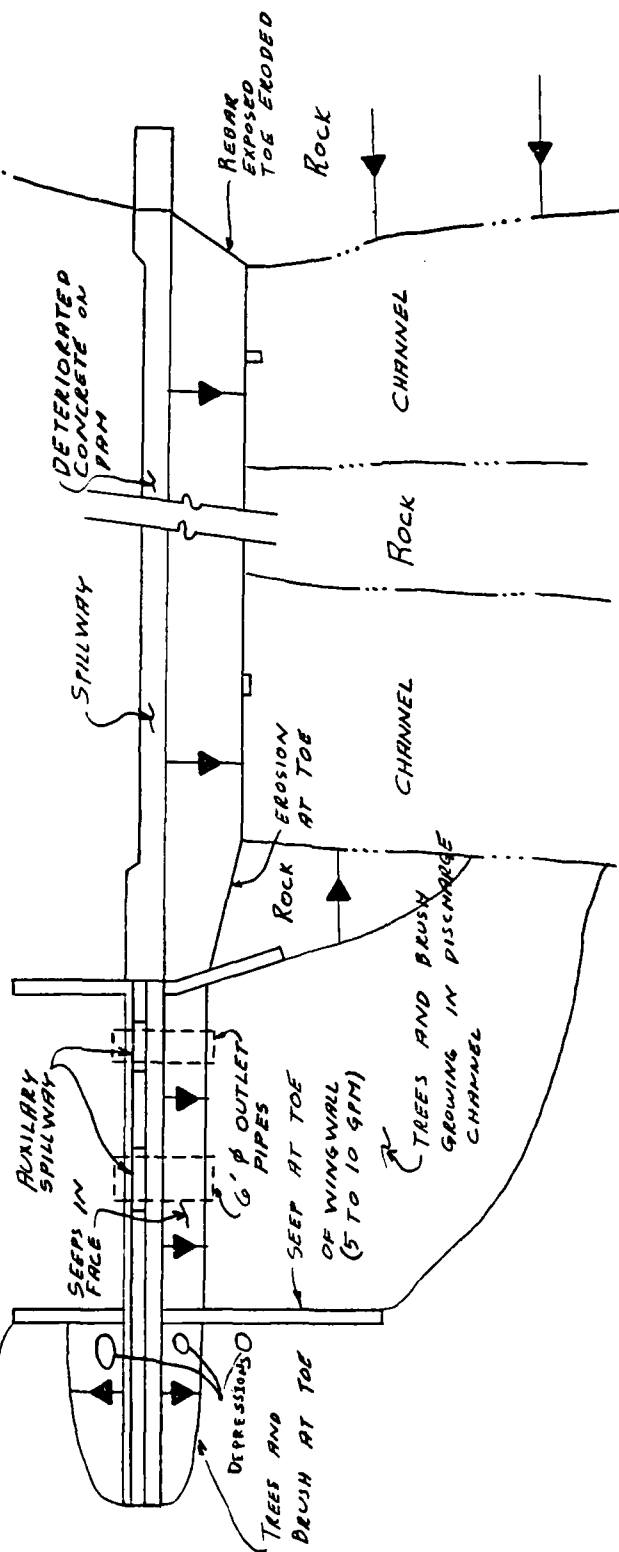 DETERIORATED
CONCRETE ON
DAM
SPILLWAY
AUXILARY
SPILLWAY
SEEPS IN
FACE
DEPRESSIONS
TREES AND
BRUSH AT TOE
6' φ OUTLET
PIPES
SEEP AT TOE
OF WINGWALL
(5 TO 10 GPM)
TREES AND BRUSH
GROWING IN DISCHARGE
CHANNEL
ROCK
EROSION
AT TOE
CHANNEL
ROCK
CHANNEL
REBAR
EXPOSED
TOE ERODED
ROCK